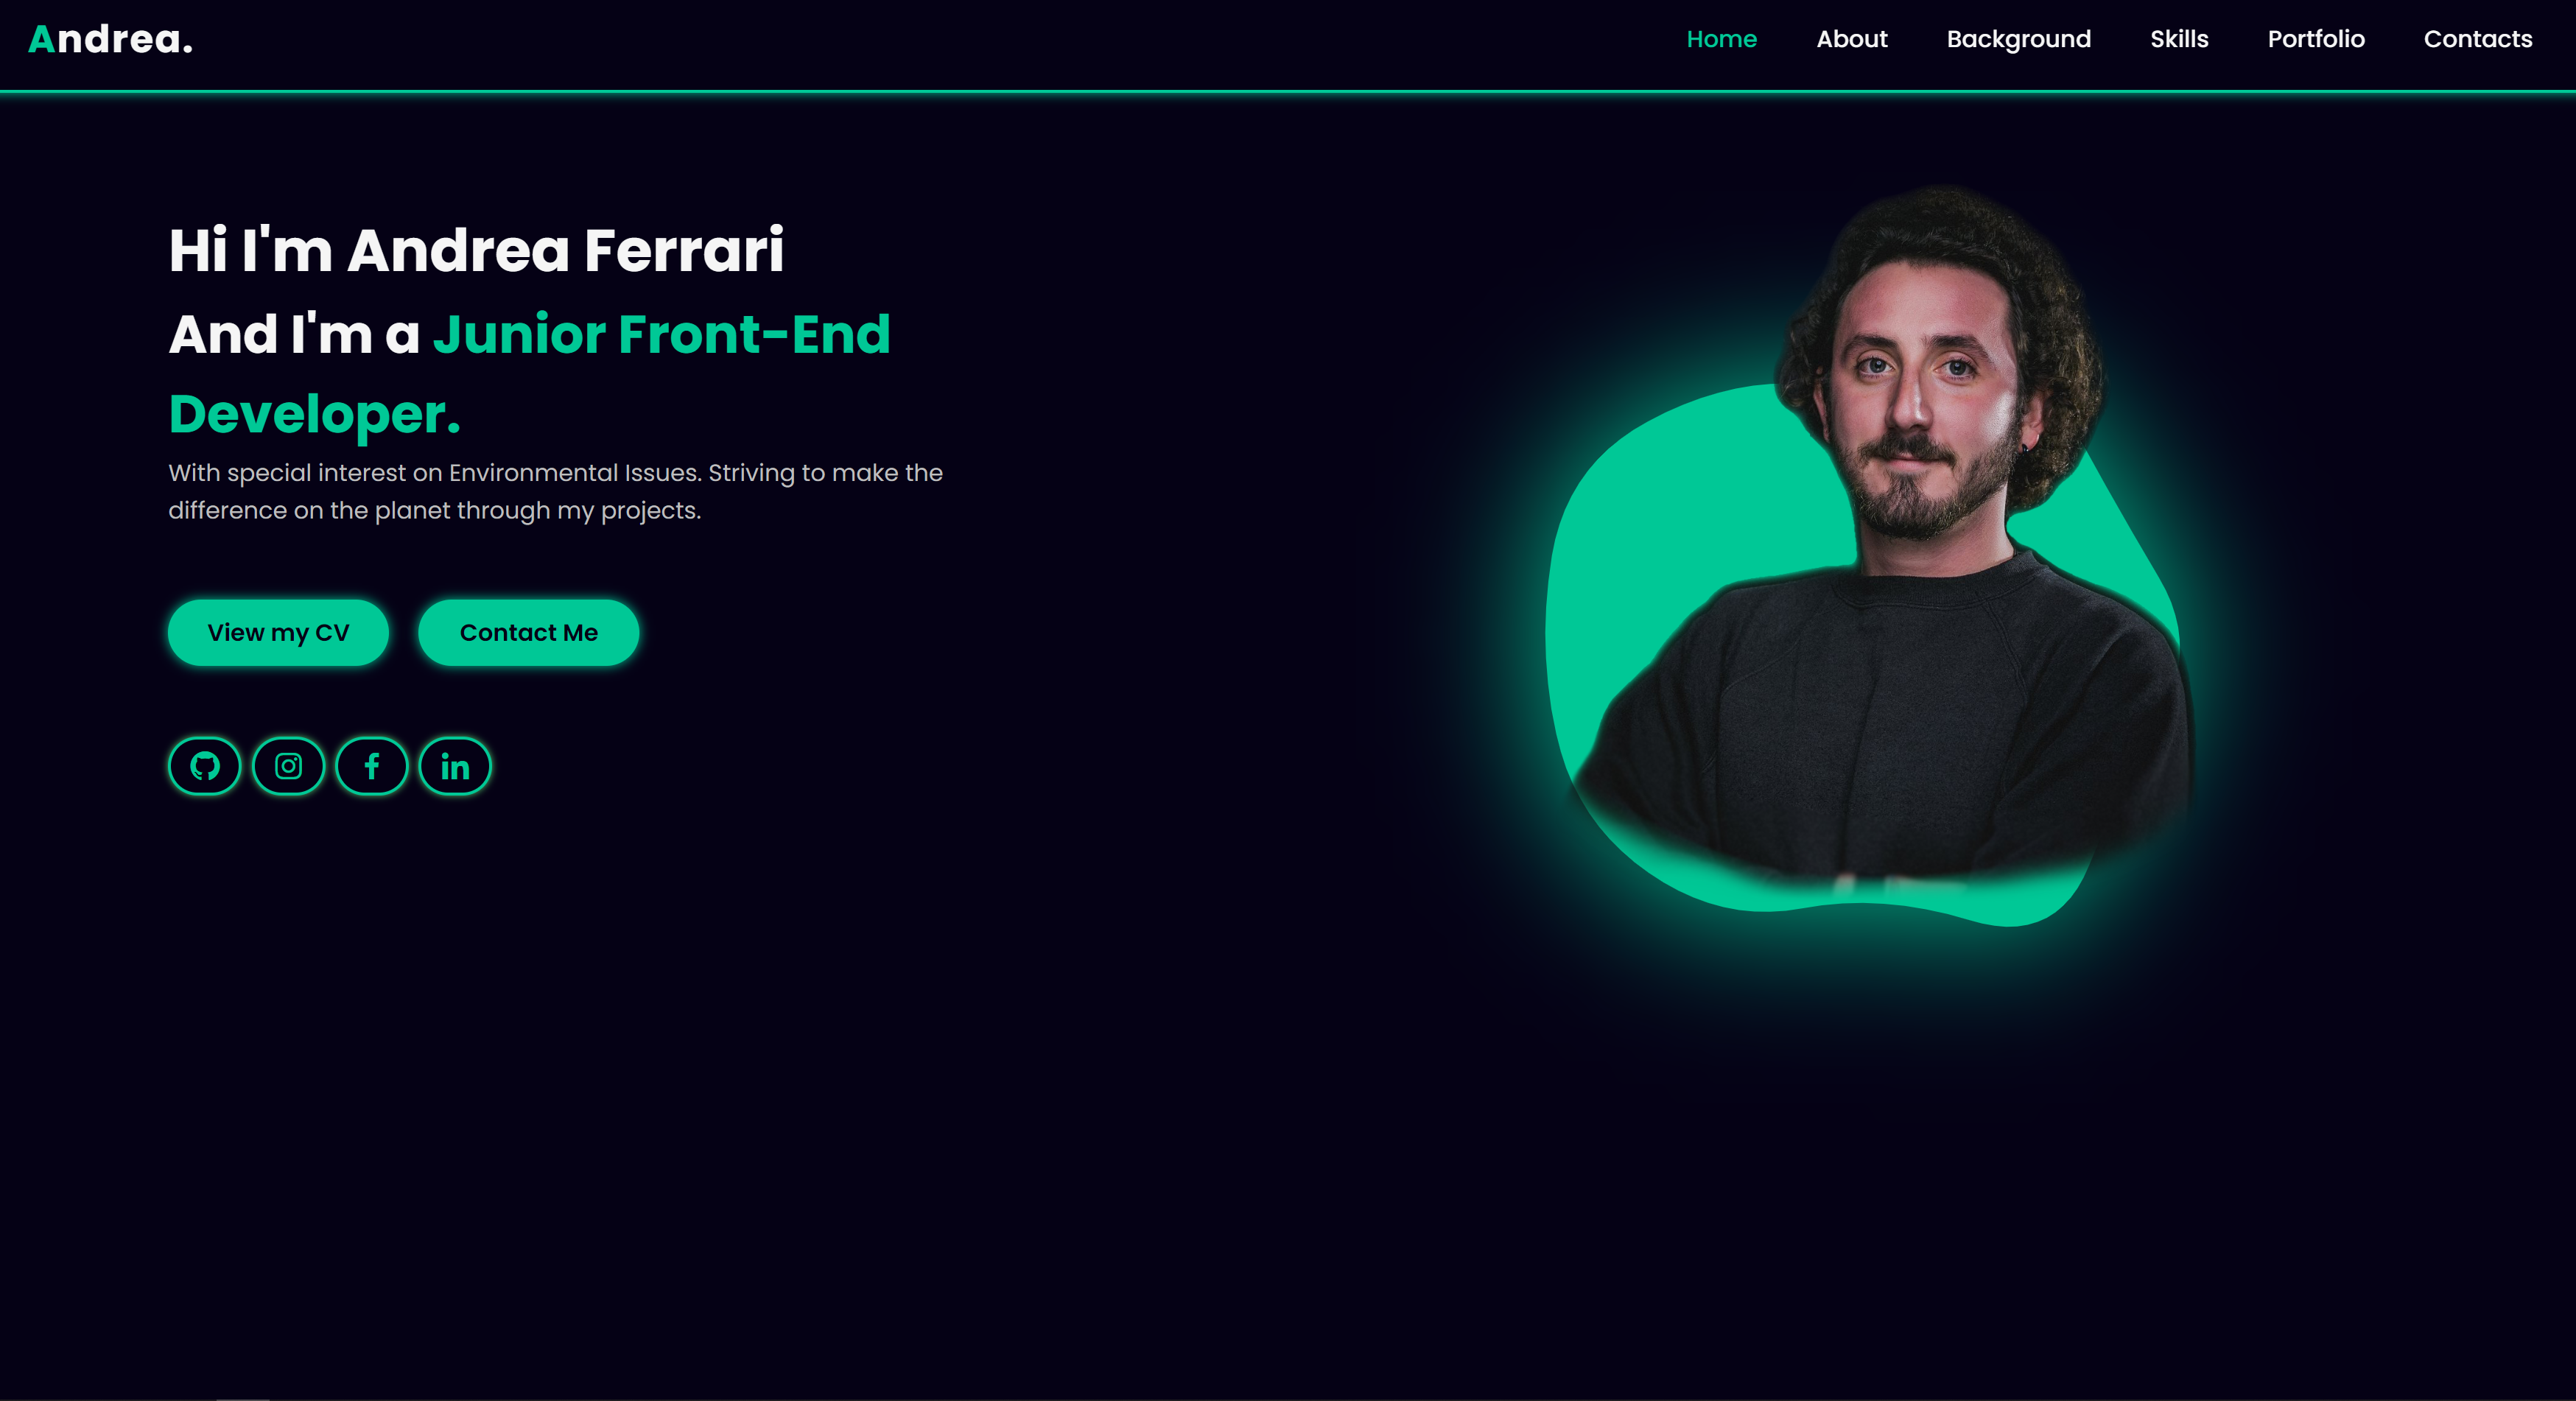 Andrea.
Home About Background Skills Portfolio Contacts
Hi I'm Andrea Ferrari
And I'm a Junior Front-End
Developer.
With special interest on Environmental Issues. Striving to make the
difference on the planet through my projects.
View my CV Contact Me